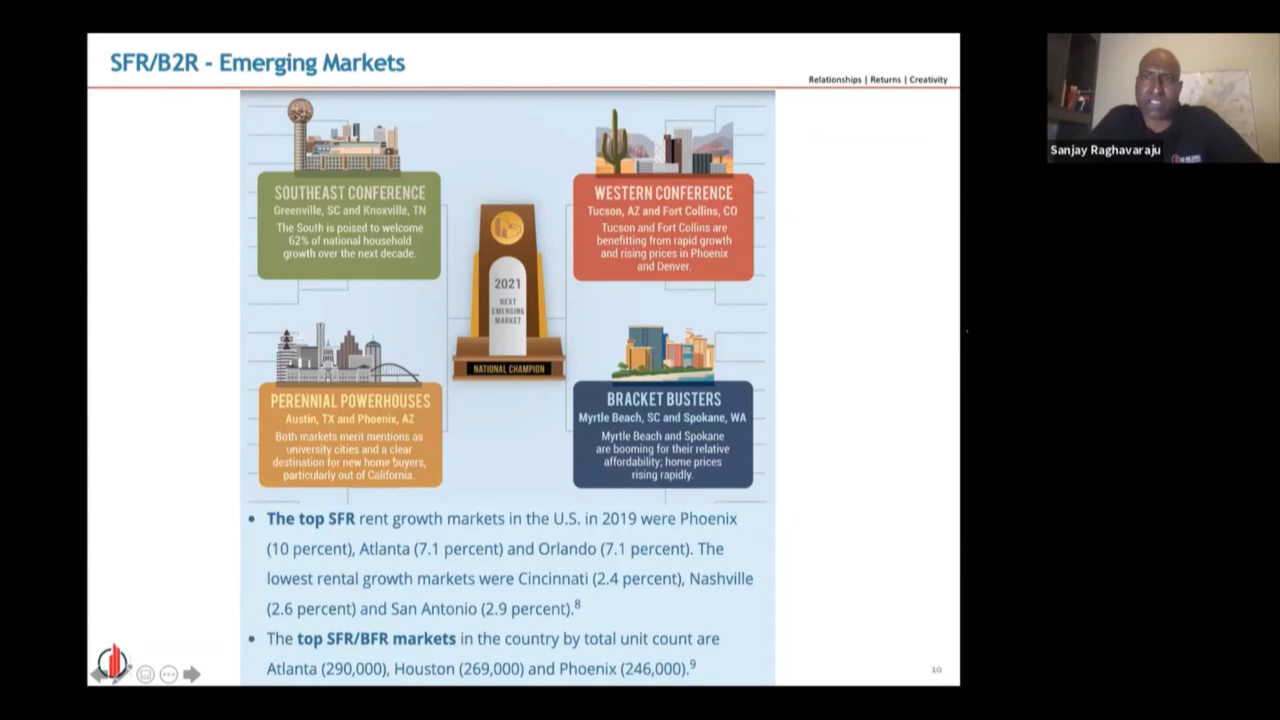 SFR/B2R - Emerging Markets
Relationships | Returns | Creativity
Sanjay Raghavaraju
SOUTHEAST CONFERENCE
Greenville, SC and Knoxville, TN
The South is poised to welcome
62% of national household
growth over the next decade.
WESTERN CONFERENCE
Tucson, AZ and Fort Collins, CO
Tucson and Fort Collins are
benefitting from rapid growth
and rising prices in Phoenix
and Denver.
2021
NEXT
EMERGING
MARKET
NATIONAL CHAMPION
PERENNIAL POWERHOUSES
Austin, TX and Phoenix, AZ
Both markets merit mentions as
university cities and a clear
destination for new home buyers,
particularly out of California.
BRACKET BUSTERS
Myrtle Beach, SC and Spokane, WA
Myrtle Beach and Spokane
are booming for their relative
affordability; home prices
rising rapidly.
• The top SFR rent growth markets in the U.S. in 2019 were Phoenix
(10 percent), Atlanta (7.1 percent) and Orlando (7.1 percent). The
lowest rental growth markets were Cincinnati (2.4 percent), Nashville
(2.6 percent) and San Antonio (2.9 percent).8
• The top SFR/BFR markets in the country by total unit count are
Atlanta (290,000), Houston (269,000) and Phoenix (246,000).9
10